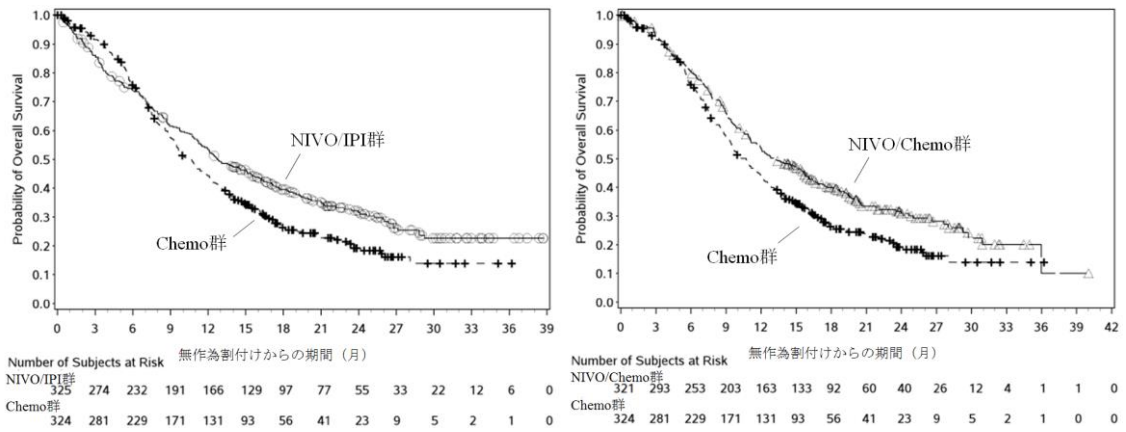 Probability of Overall Survival
1.0
0.9
0.8
0.7
0.6
0.5
0.4
0.3
0.2
0.1
0.0
NIVO/IPI群
Chemo群
0 3 6 9 12 15 18 21 24 27 30 33 36 39
無作為割付けからの期間（月）
Number of Subjects at Risk
NIVO/IPI群
325 274 232 191 166 129 97 77 55 33 22 12 6 0
Chemo群
324 281 229 171 131 93 56 41 23 9 5 2 1 0
Probability of Overall Survival
1.0
0.9
0.8
0.7
0.6
0.5
0.4
0.3
0.2
0.1
0.0
NIVO/Chemo群
Chemo群
0 3 6 9 12 15 18 21 24 27 30 33 36 39 42
無作為割付けからの期間（月）
Number of Subjects at Risk
NIVO/Chemo群
321 293 253 203 163 133 92 60 40 26 12 4 1 1 0
Chemo群
324 281 229 171 131 93 56 41 23 9 5 2 1 0 0